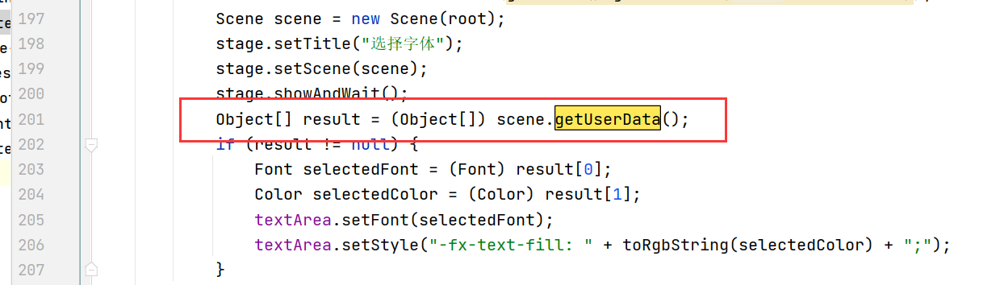 197 Scene scene = new Scene(root);
198 stage.setTitle("选择字体");
199 stage.setScene(scene);
200 stage.showAndWait();
201 Object[] result = (Object[]) scene.getUserData();
202 if (result != null) {
203 Font selectedFont = (Font) result[0];
204 Color selectedColor = (Color) result[1];
205 textArea.setFont(selectedFont);
206 textArea.setStyle("-fx-text-fill: " + toRgbString(selectedColor) + ";");
207 }